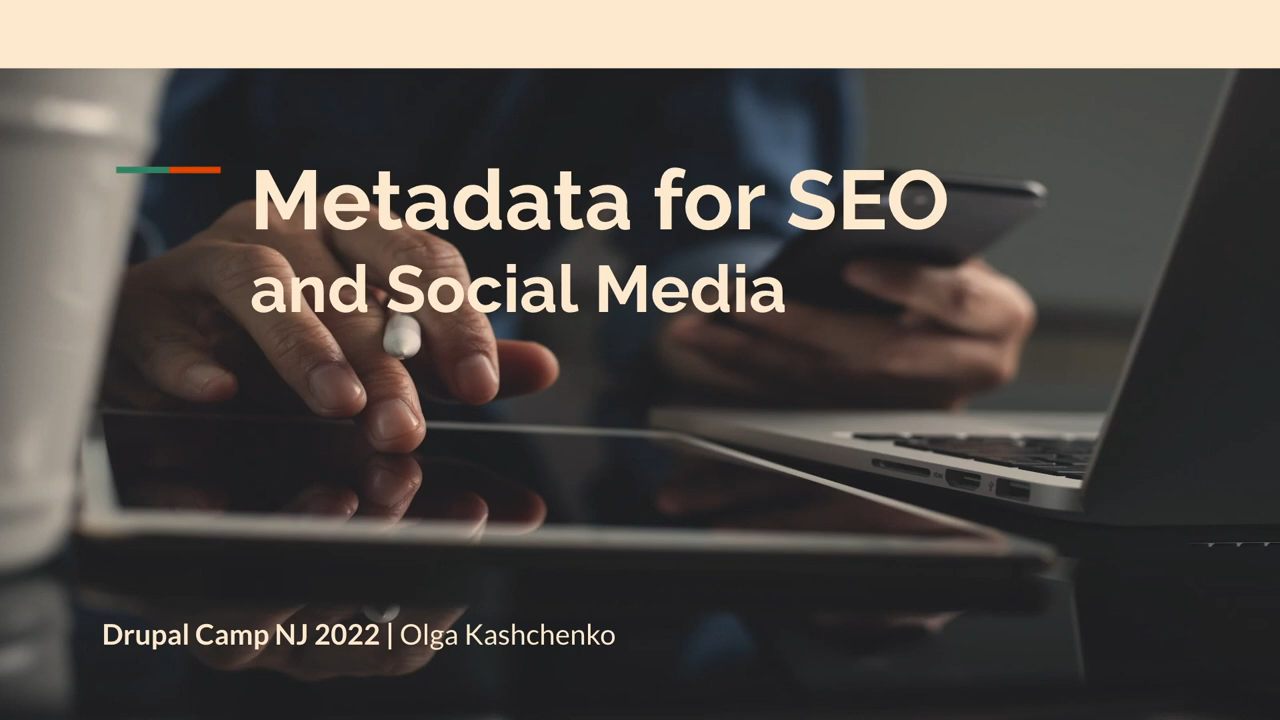 Metadata for SEO
and Social Media
Drupal Camp NJ 2022 | Olga Kashchenko